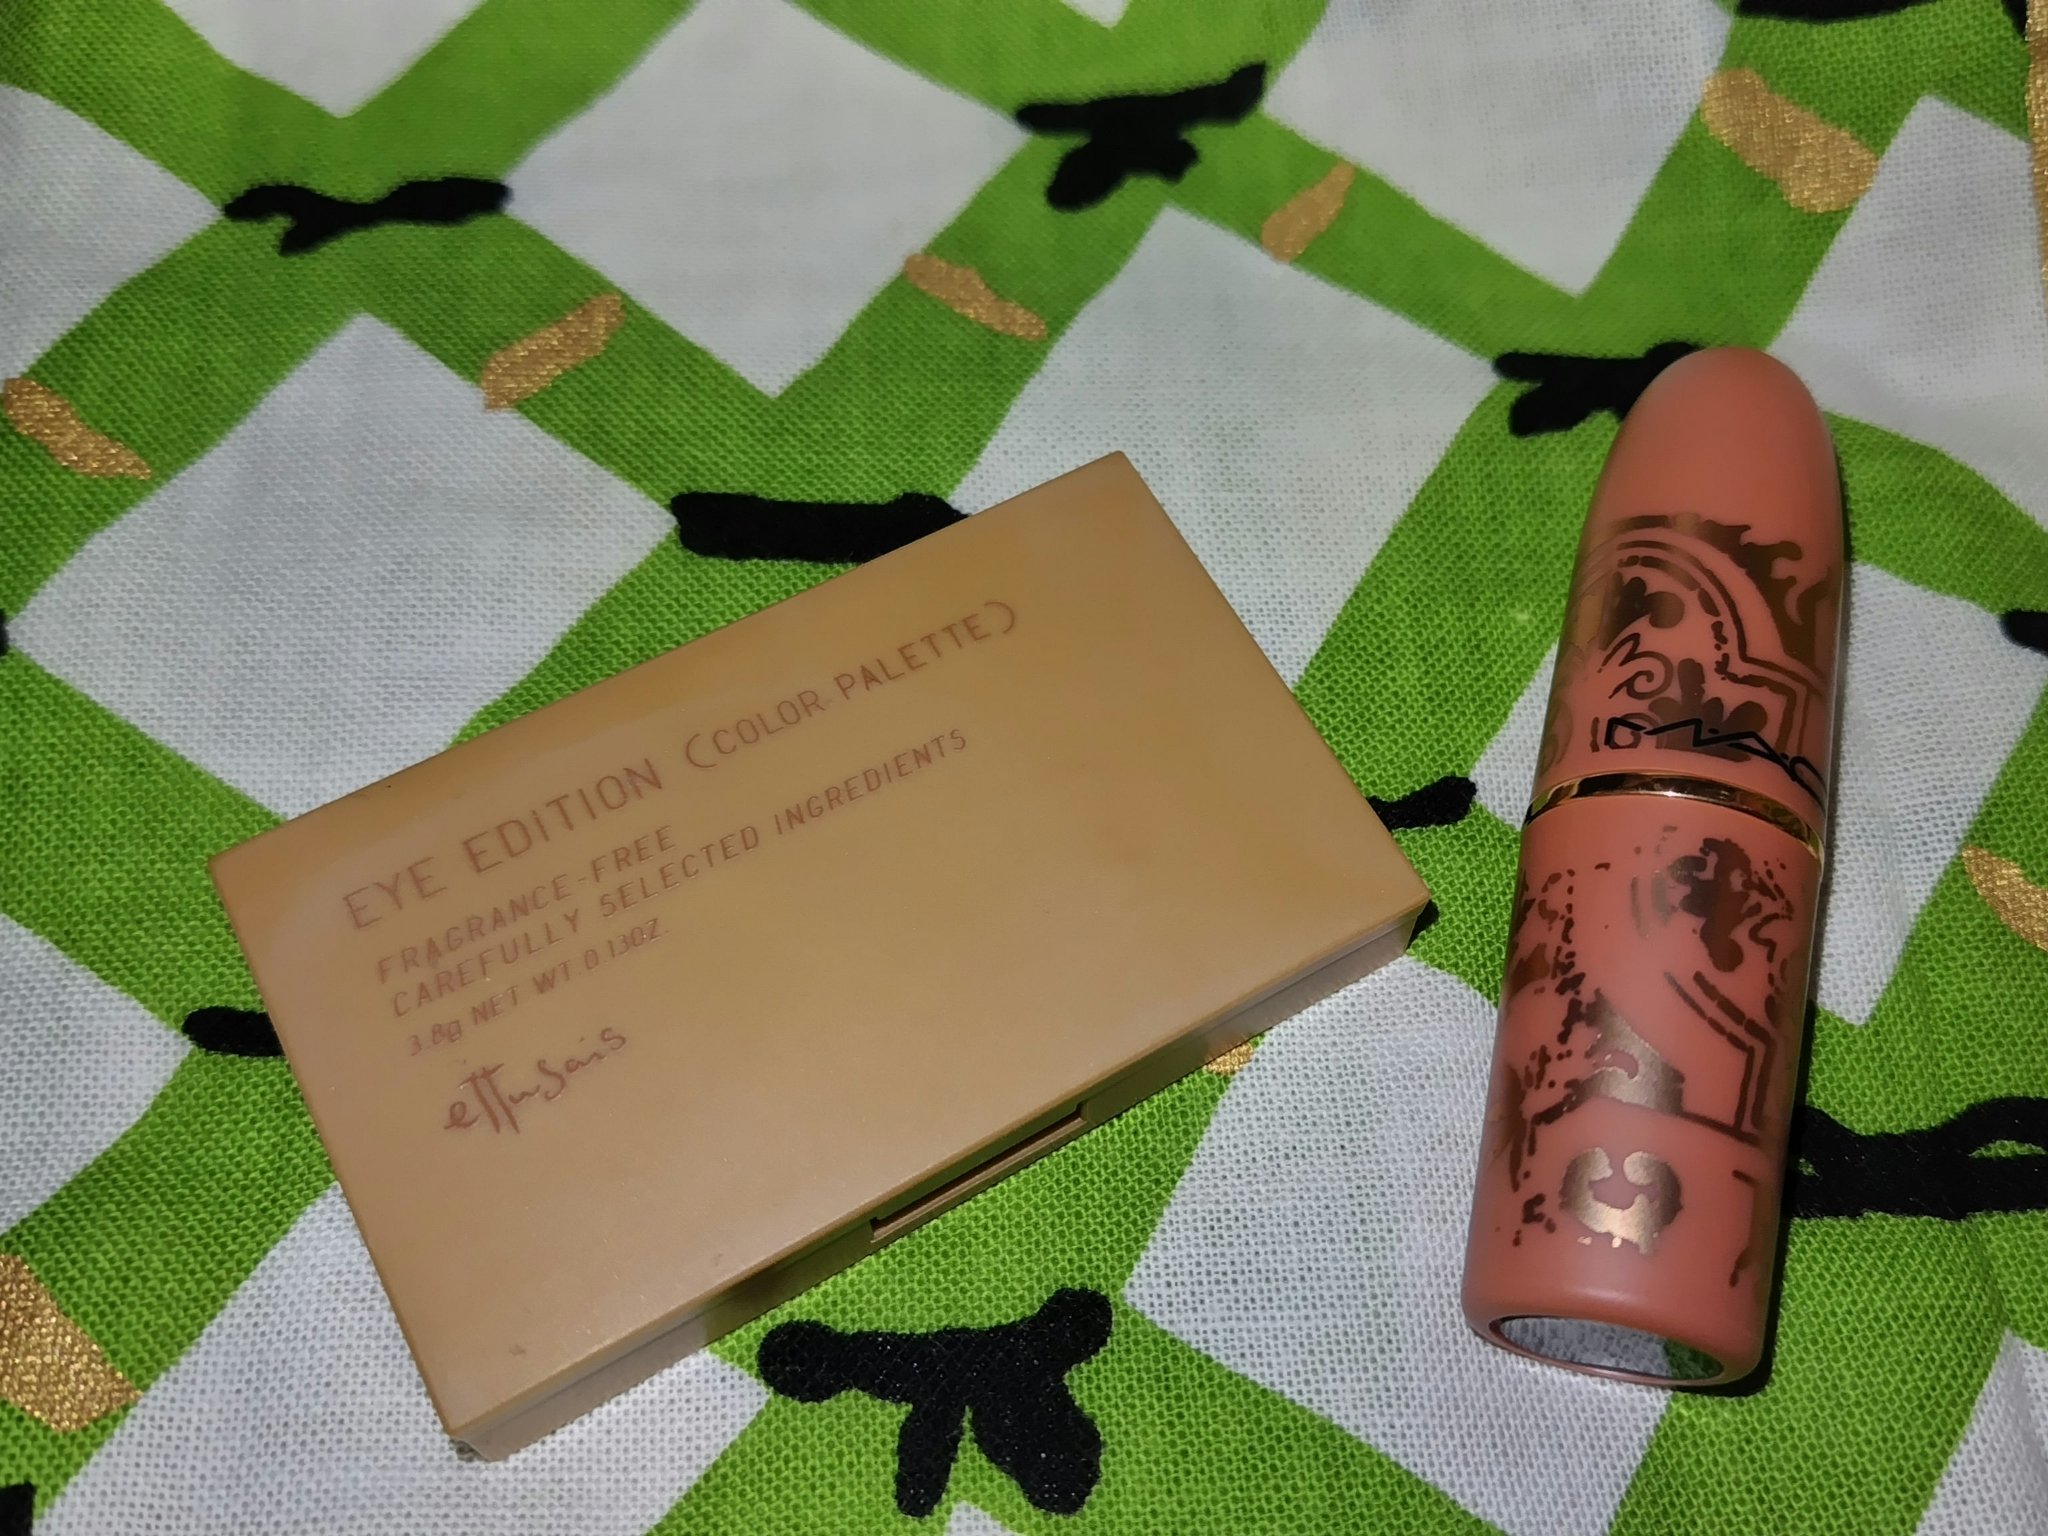 EYE EDITION (COLOR PALETTE)
FRAGRANCE-FREE
CAREFULLY SELECTED INGREDIENTS
3.8g NET WT.0.13OZ.
ettusais
M·A·C